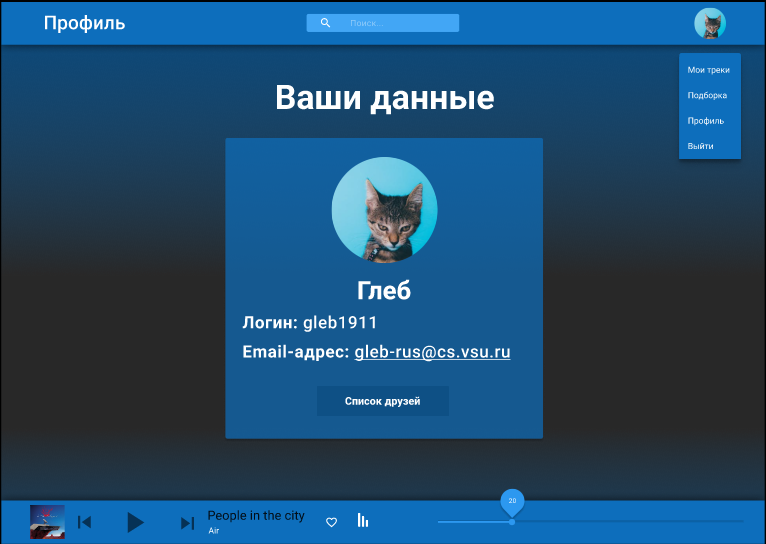 Профиль
Поиск...
Мои треки
Подборка
Профиль
Выйти
Ваши данные
Глеб
Логин: gleb1911
Email-адрес: gleb-rus@cs.vsu.ru
Список друзей
People in the city
Air
20